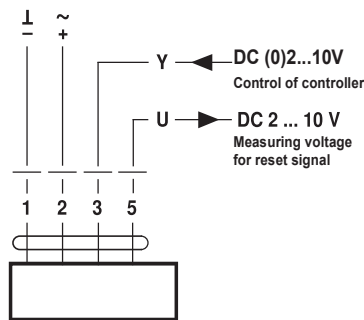 ⊥ ~
– +
Y DC (0)2...10V
Control of controller
U DC 2 ... 10 V
Measuring voltage
for reset signal
1 2 3 5